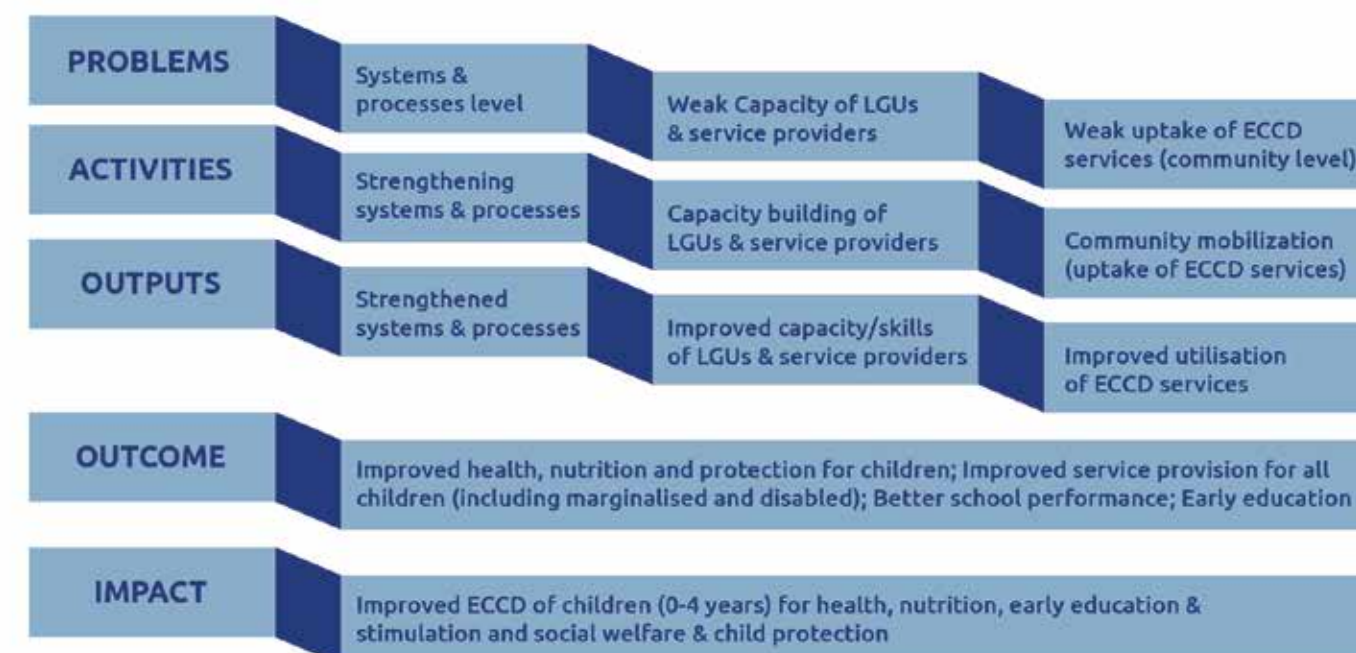 PROBLEMS
Systems &
processes level
Weak Capacity of LGUs
& service providers
Weak uptake of ECCD
services (community level)
ACTIVITIES
Strengthening
systems & processes
Capacity building of
LGUs & service providers
Community mobilization
(uptake of ECCD services)
OUTPUTS
Strengthened
systems & processes
Improved capacity/skills
of LGUs & service providers
Improved utilisation
of ECCD services
OUTCOME
Improved health, nutrition and protection for children; Improved service provision for all
children (including marginalised and disabled); Better school performance; Early education
IMPACT
Improved ECCD of children (0-4 years) for health, nutrition, early education &
stimulation and social welfare & child protection